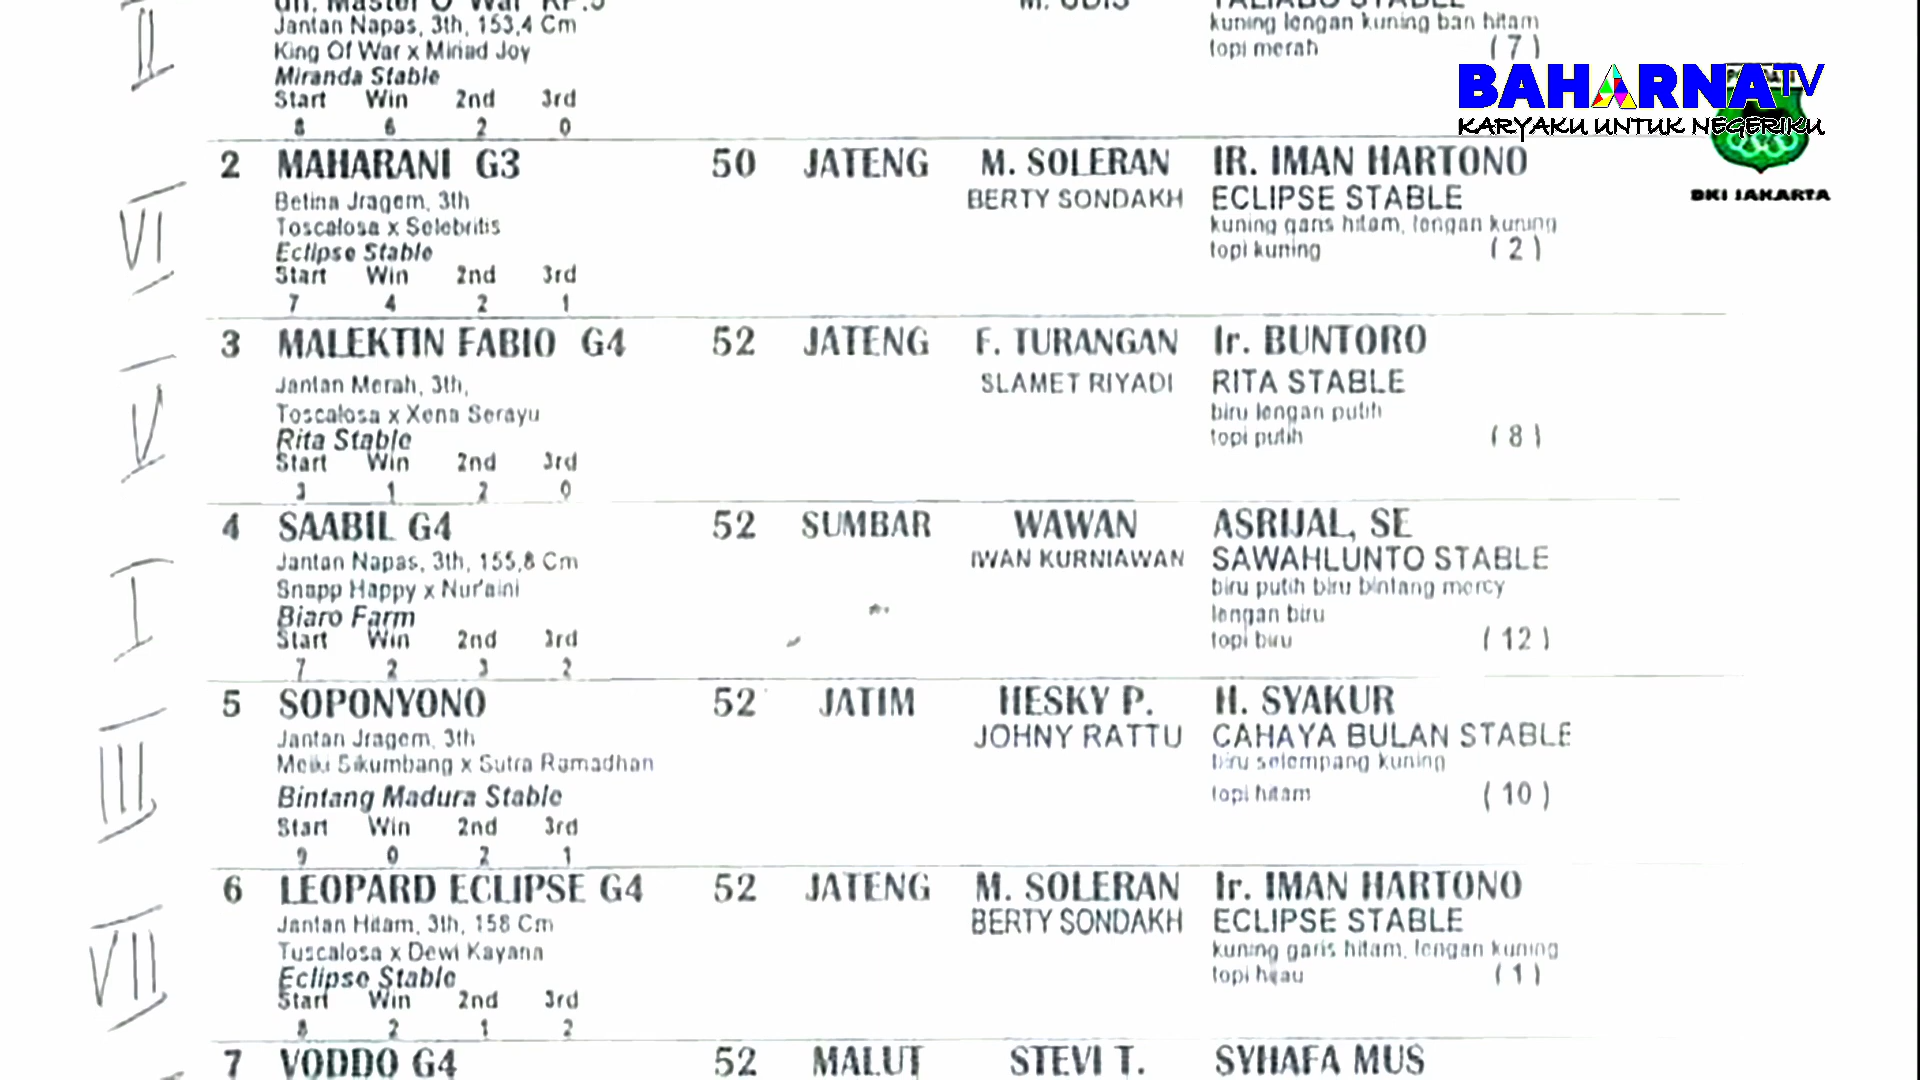 II
Jantan Napas, 3th, 153,4 Cm
King Of War x Miriad Joy
Miranda Stable
Start Win 2nd 3rd
8 6 2 0
M. UDIS
TALIABO STABLE
kuning lengan kuning ban hitam
topi merah (7)
BAHARNATV
KARYAKU UNTUK NEGERIKU
DKI JAKARTA
VI
2 MAHARANI G3 50 JATENG M. SOLERAN IR. IMAN HARTONO
BERTY SONDAKH ECLIPSE STABLE
Betina Jragem, 3th
Toscalosa x Selebritis
Eclipse Stable
kuning garis hitam, lengan kuning
topi kuning (2)
Start Win 2nd 3rd
7 4 2 1
V
3 MALEKTIN FABIO G4 52 JATENG F. TURANGAN Ir. BUNTORO
Jantan Merah, 3th, SLAMET RIYADI RITA STABLE
Toscalosa x Xena Serayu biru lengan putih
Rita Stable topi putih (8)
Start Win 2nd 3rd
3 1 2 0
I
4 SAABIL G4 52 SUMBAR WAWAN ASRIJAL, SE
Jantan Napas, 3th, 155,8 Cm IWAN KURNIAWAN SAWAHLUNTO STABLE
Snapp Happy x Nur'aini biru putih biru bintang mercy
Biaro Farm lengan biru
Start Win 2nd 3rd topi biru (12)
7 2 3 2
III
5 SOPONYONO 52 JATIM HESKY P. H. SYAKUR
Jantan Jragem, 3th JOHNY RATTU CAHAYA BULAN STABLE
Meiki Sikumbang x Sutra Ramadhan biru selempang kuning
Bintang Madura Stable topi hitam (10)
Start Win 2nd 3rd
9 0 2 1
VII
6 LEOPARD ECLIPSE G4 52 JATENG M. SOLERAN Ir. IMAN HARTONO
Jantan Hitam, 3th, 158 Cm BERTY SONDAKH ECLIPSE STABLE
Tuscalosa x Dewi Kayana kuning garis hitam, lengan kuning
Eclipse Stable topi hijau (1)
Start Win 2nd 3rd
8 2 1 2
7 VODDO G4 52 MALUT STEVI T. SYHAFA MUS